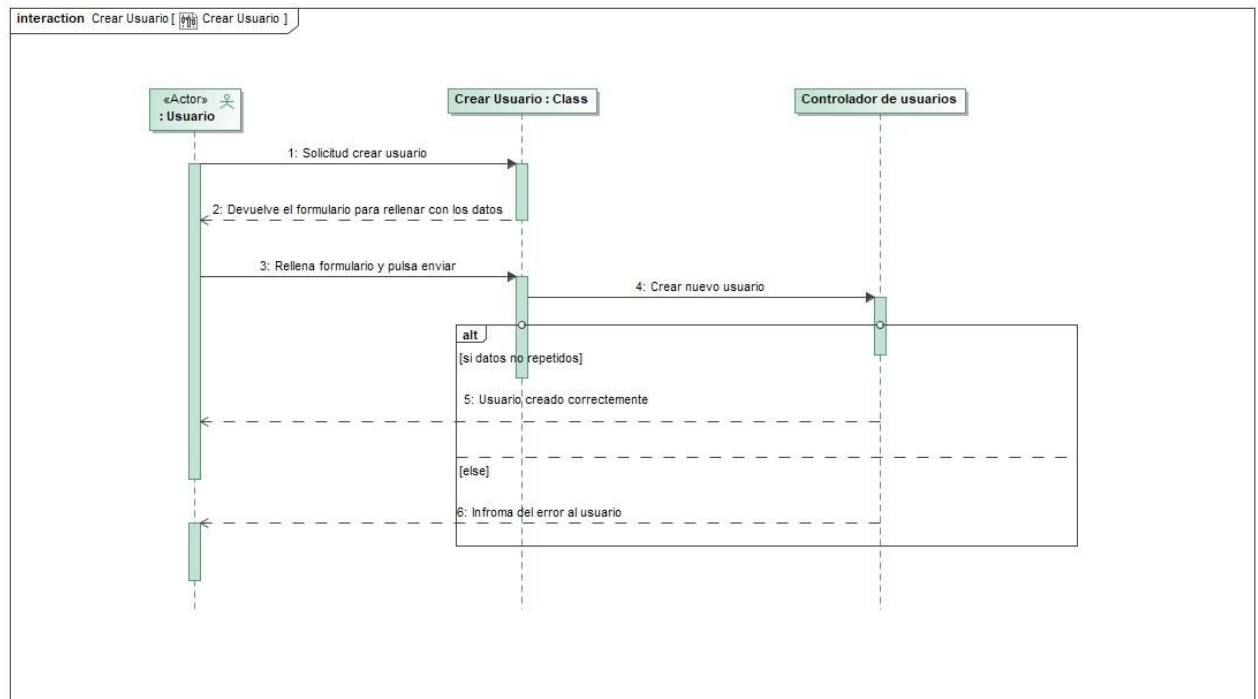 interaction Crear Usuario [ Crear Usuario ]
«Actor»
: Usuario
Crear Usuario : Class
Controlador de usuarios
1: Solicitud crear usuario
2: Devuelve el formulario para rellenar con los datos
3: Rellena formulario y pulsa enviar
4: Crear nuevo usuario
alt
[si datos no repetidos]
5: Usuario creado correctemente
[else]
6: Infroma del error al usuario